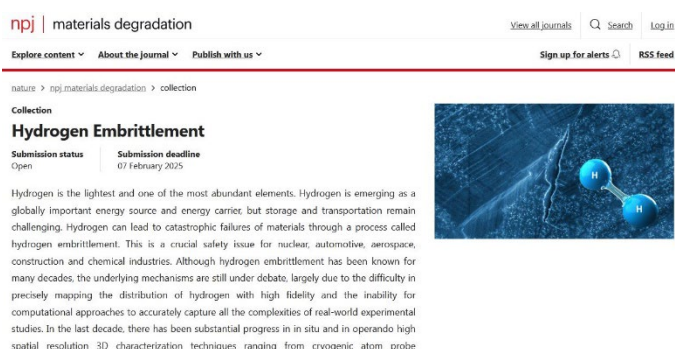 npj | materials degradation
View all journals Search Log in
Explore content About the journal Publish with us
Sign up for alerts RSS feed
nature > npj materials degradation > collection
Collection
Hydrogen Embrittlement
Submission status Submission deadline
Open 07 February 2025
Hydrogen is the lightest and one of the most abundant elements. Hydrogen is emerging as a
globally important energy source and energy carrier, but storage and transportation remain
challenging. Hydrogen can lead to catastrophic failures of materials through a process called
hydrogen embrittlement. This is a crucial safety issue for nuclear, automotive, aerospace,
construction and chemical industries. Although hydrogen embrittlement has been known for
many decades, the underlying mechanisms are still under debate, largely due to the difficulty in
precisely mapping the distribution of hydrogen with high fidelity and the inability for
computational approaches to accurately capture all the complexities of real-world experimental
studies. In the last decade, there has been substantial progress in in situ and in operando high
spatial resolution 3D characterization techniques ranging from cryogenic atom probe
H
H